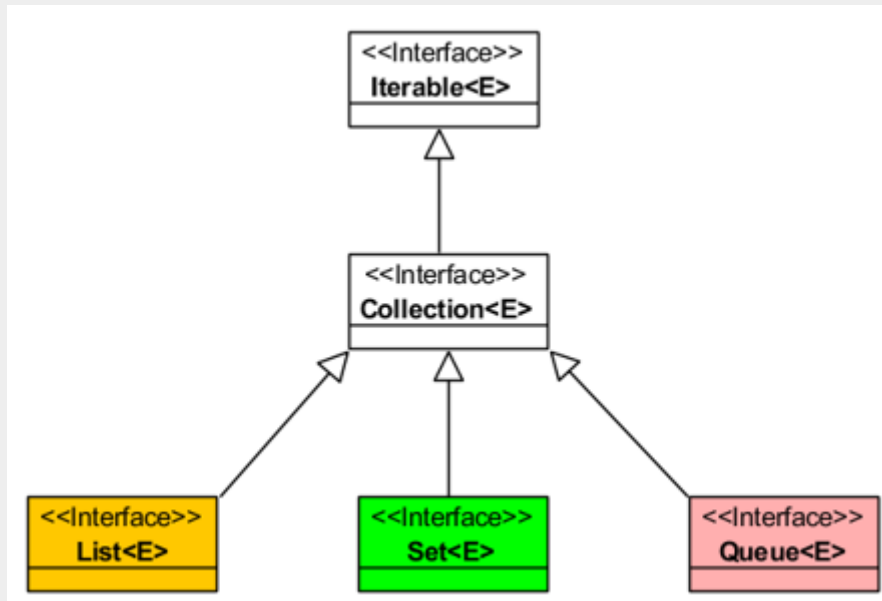 <<Interface>>
Iterable<E>
<<Interface>>
Collection<E>
<<Interface>>
List<E>
<<Interface>>
Set<E>
<<Interface>>
Queue<E>